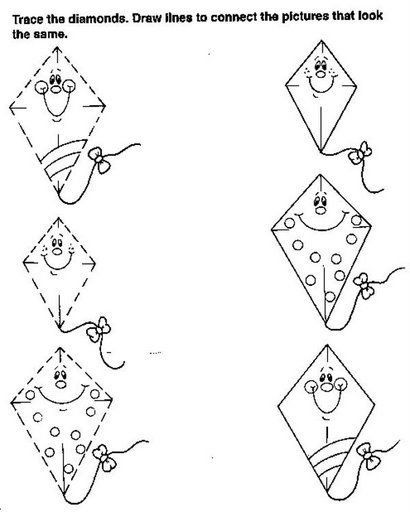 Trace the diamonds. Draw lines to connect the pictures that look
the same.